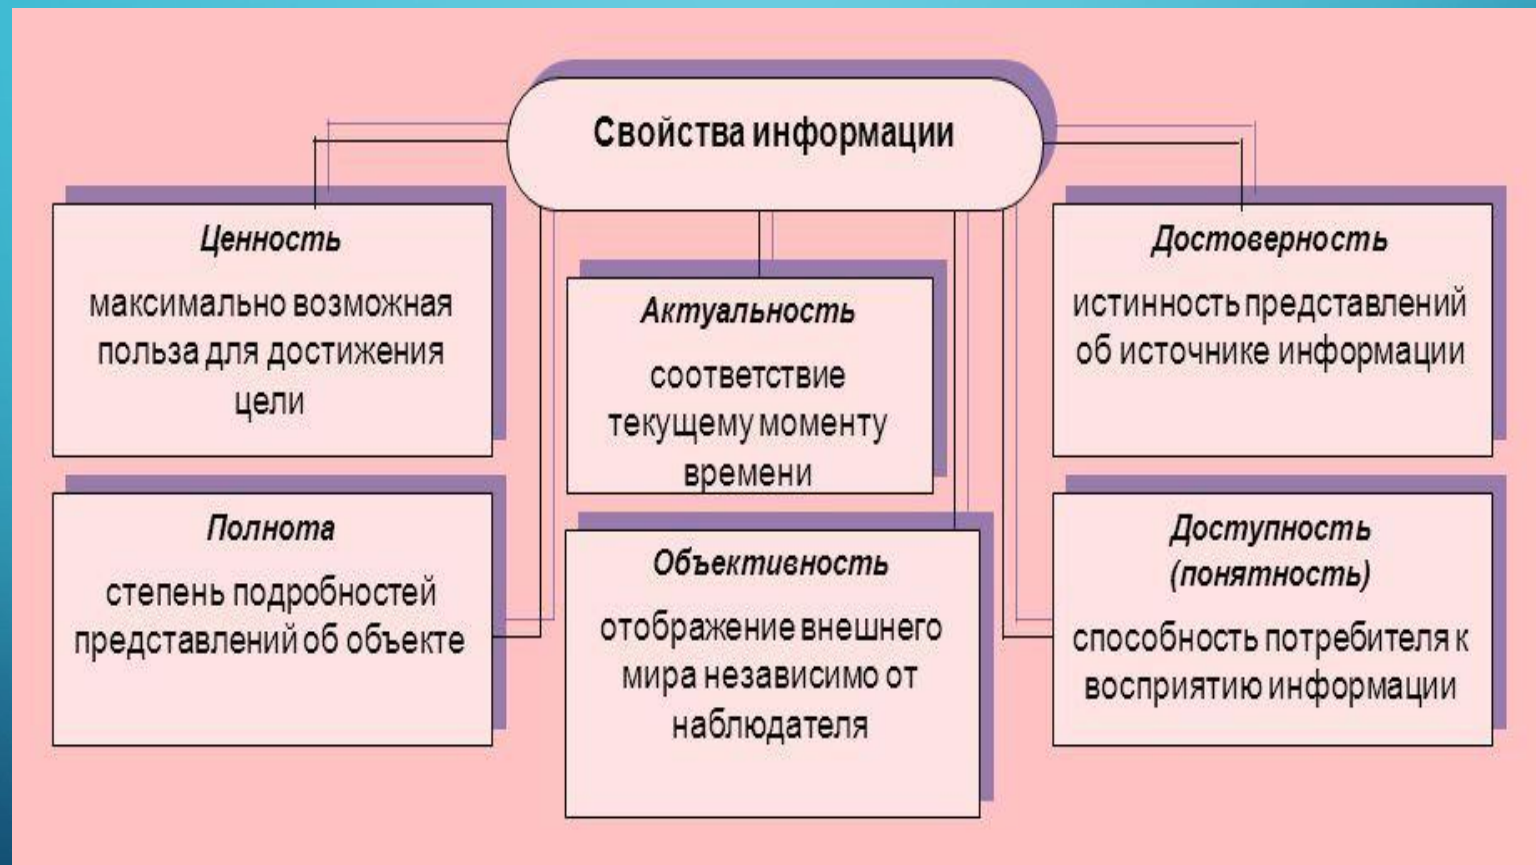 Свойства информации
Ценность
максимально возможная
польза для достижения
цели
Актуальность
соответствие
текущему моменту
времени
Достоверность
истинность представлений
об источнике информации
Полнота
степень подробностей
представлений об объекте
Объективность
отображение внешнего
мира независимо от
наблюдателя
Доступность
(понятность)
способность потребителя к
восприятию информации